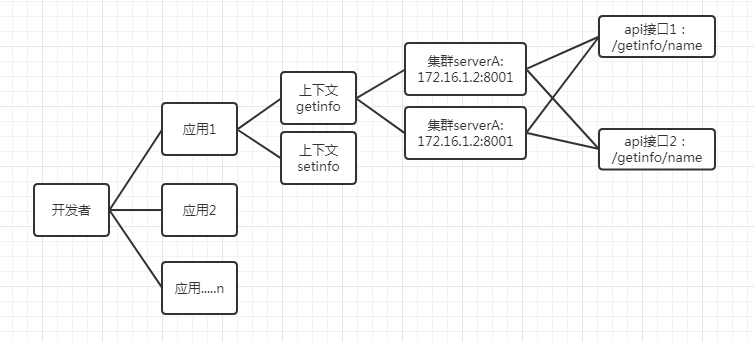 开发者
应用1
应用2
应用.....n
上下文
getinfo
上下文
setinfo
集群serverA:
172.16.1.2:8001
集群serverA:
172.16.1.2:8001
api接口1：
/getinfo/name
api接口2：
/getinfo/name